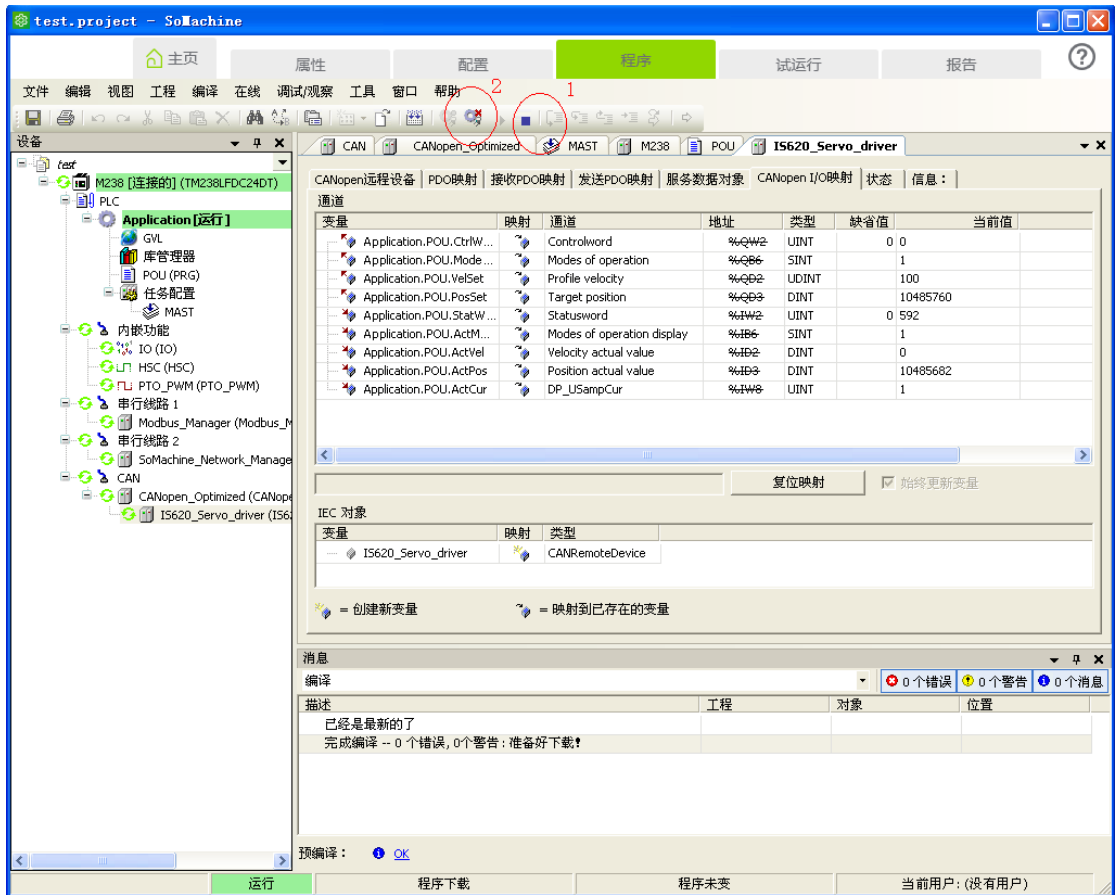 test.project - SoMachine
主页
属性
配置
程序
试运行
报告
文件 编辑 视图 工程 编译 在线 调试/观察 工具 窗口 帮助
2
1
设备
CAN
CANopen_Optimized
MAST
M238
POU
IS620_Servo_driver
test
M238 [连接的] (TM238LFDC24DT)
PLC
Application [运行]
GVL
库管理器
POU (PRG)
任务配置
MAST
内嵌功能
IO (IO)
HSC (HSC)
PTO_PWM (PTO_PWM)
串行线路 1
Modbus_Manager (Modbus_M
串行线路 2
SoMachine_Network_Manage
CAN
CANopen_Optimized (CANope
IS620_Servo_driver (IS62
CANopen远程设备 PDO映射 接收PDO映射 发送PDO映射 服务数据对象 CANopen I/O映射 状态 信息：
通道
变量 映射 通道 地址 类型 缺省值 当前值
Application.POU.CtrlW... Controlword %QW2 UINT 0 0
Application.POU.Mode... Modes of operation %QB6 SINT 1
Application.POU.VelSet Profile velocity %QD2 UDINT 100
Application.POU.PosSet Target position %QD3 DINT 10485760
Application.POU.StatW... Statusword %IW2 UINT 0 592
Application.POU.ActM... Modes of operation display %IB6 SINT 1
Application.POU.ActVel Velocity actual value %ID2 DINT 0
Application.POU.ActPos Position actual value %ID3 DINT 10485682
Application.POU.ActCur DP_USampCur %IW8 UINT 1
复位映射
始终更新变量
IEC 对象
变量 映射 类型
IS620_Servo_driver CANRemoteDevice
= 创建新变量
= 映射到已存在的变量
消息
编译
0 个错误
0 个警告
0 个消息
描述 工程 对象 位置
已经是最新的了
完成编译 -- 0 个错误, 0个警告 : 准备好下载!
预编译： OK
运行 程序下载 程序未变 当前用户: (没有用户)